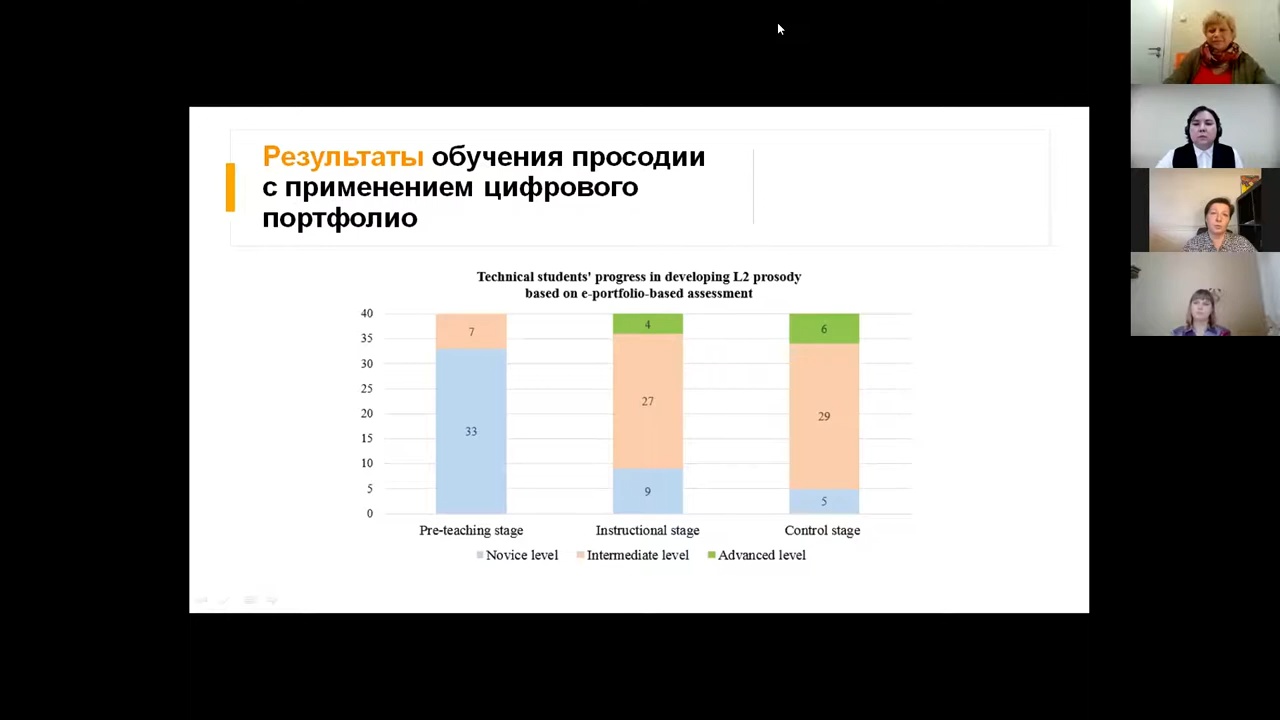 Результаты обучения просодии
с применением цифрового
портфолио
Technical students' progress in developing L2 prosody
based on e-portfolio-based assessment
40
35
30
25
20
15
10
5
0
7
33
4
27
9
6
29
5
Pre-teaching stage
Instructional stage
Control stage
Novice level
Intermediate level
Advanced level